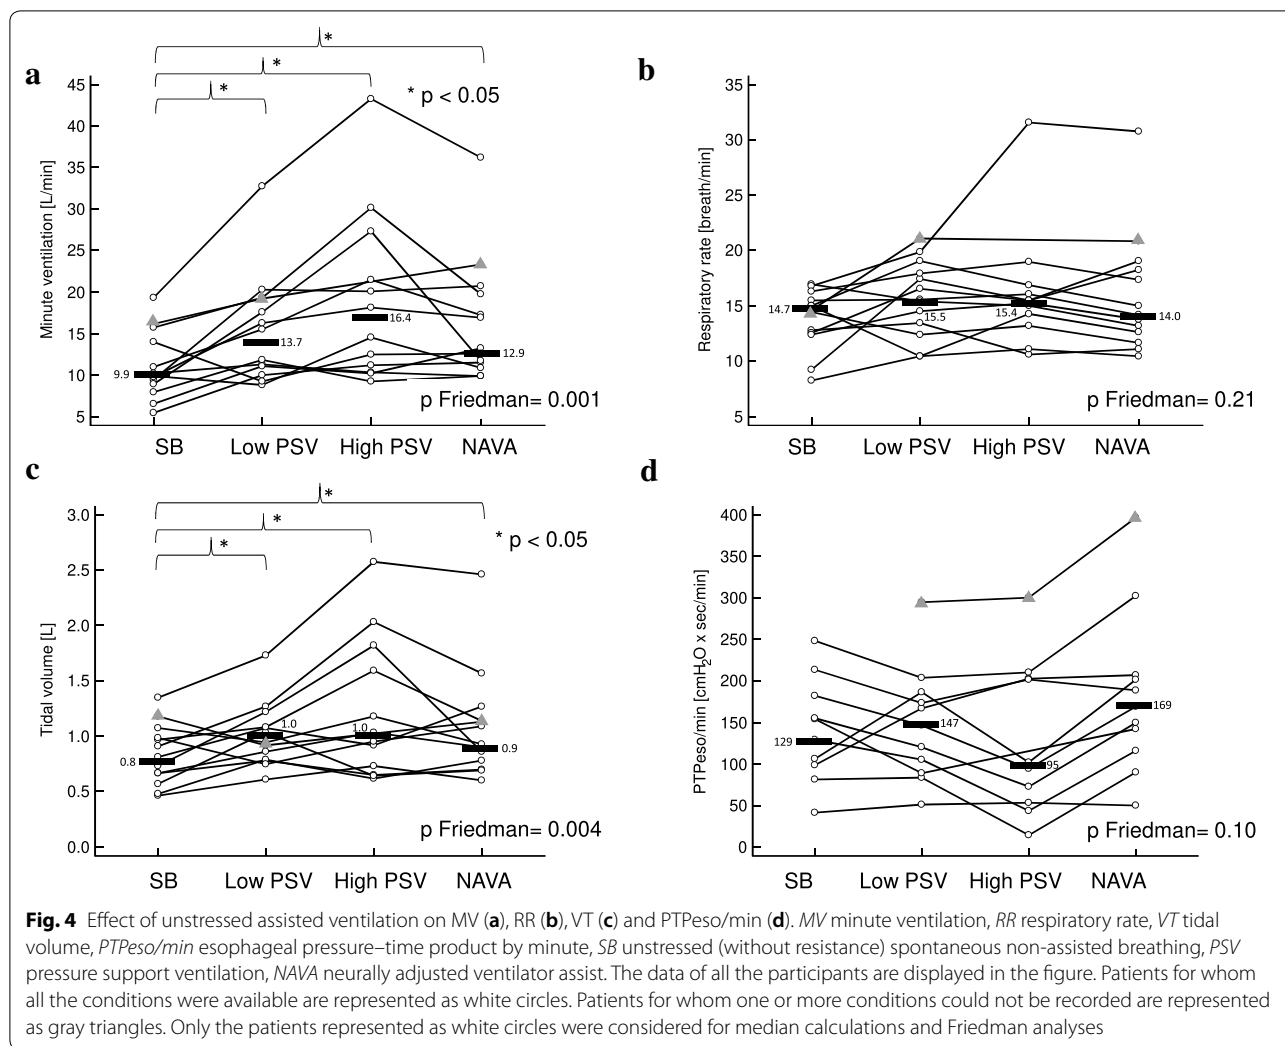 a
Minute ventilation [L/min]
45
40
35
30
25
20
15
10
5
*
*
*
* p < 0.05
9.9
13.7
16.4
12.9
p Friedman= 0.001
SB Low PSV High PSV NAVA
b
Respiratory rate [breath/min]
35
30
25
20
15
10
5
14.7
15.5
15.4
14.0
p Friedman= 0.21
SB Low PSV High PSV NAVA
c
Tidal volume [L]
3.0
2.5
2.0
1.5
1.0
0.5
0.0
*
*
*
* p < 0.05
0.8
1.0
1.0
0.9
p Friedman= 0.004
SB Low PSV High PSV NAVA
d
PTPeso/min [cmH2O x sec/min]
400
350
300
250
200
150
100
50
0
129
147
95
169
p Friedman= 0.10
SB Low PSV High PSV NAVA
Fig. 4 Effect of unstressed assisted ventilation on MV (a), RR (b), VT (c) and PTPeso/min (d). MV minute ventilation, RR respiratory rate, VT tidal
volume, PTPeso/min esophageal pressure–time product by minute, SB unstressed (without resistance) spontaneous non-assisted breathing, PSV
pressure support ventilation, NAVA neurally adjusted ventilator assist. The data of all the participants are displayed in the figure. Patients for whom
all the conditions were available are represented as white circles. Patients for whom one or more conditions could not be recorded are represented
as gray triangles. Only the patients represented as white circles were considered for median calculations and Friedman analyses